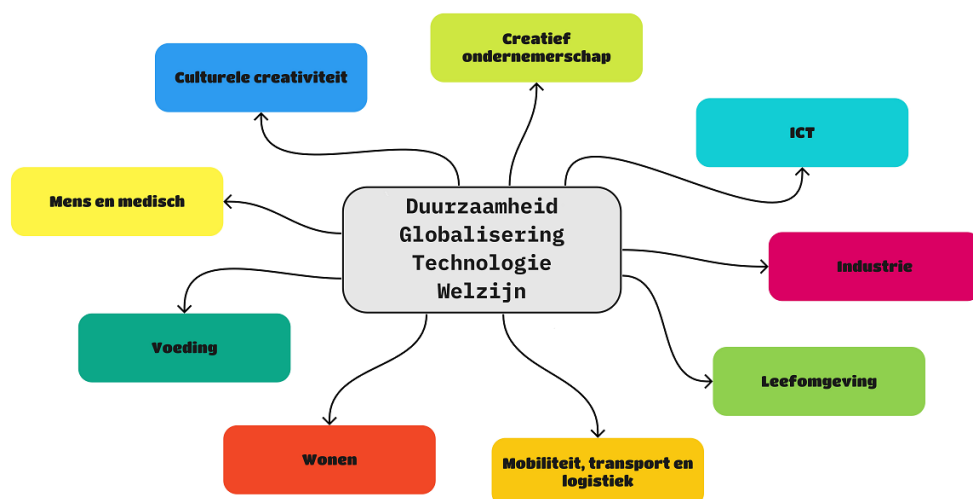 Creatief
ondernemerschap
Culturele creativiteit
ICT
Mens en medisch
Duurzaamheid
Globalisering
Technologie
Welzijn
Industrie
Voeding
Leefomgeving
Wonen
Mobiliteit, transport en
logistiek